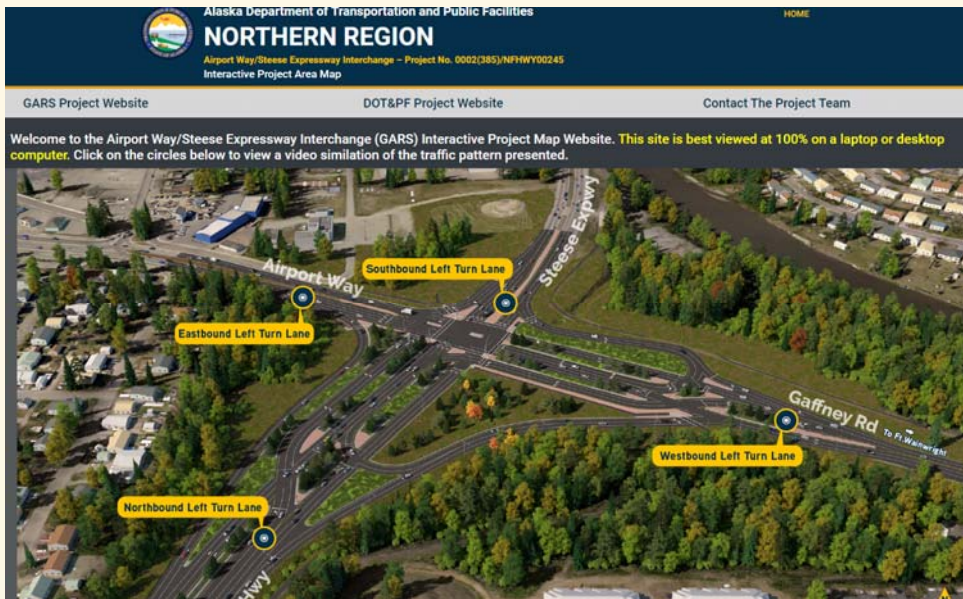 Alaska Department of Transportation and Public Facilities
HOME
NORTHERN REGION
Airport Way/Steese Expressway Interchange – Project No. 0002(385)/NFHWY00245
Interactive Project Area Map
GARS Project Website
DOT&PF Project Website
Contact The Project Team
Welcome to the Airport Way/Steese Expressway Interchange (GARS) Interactive Project Map Website. This site is best viewed at 100% on a laptop or desktop
computer. Click on the circles below to view a video similation of the traffic pattern presented.
Steese Expwy
Airport Way
Southbound Left Turn Lane
Eastbound Left Turn Lane
Gaffney Rd
To Ft.Wainwright
Westbound Left Turn Lane
Northbound Left Turn Lane
Hwy